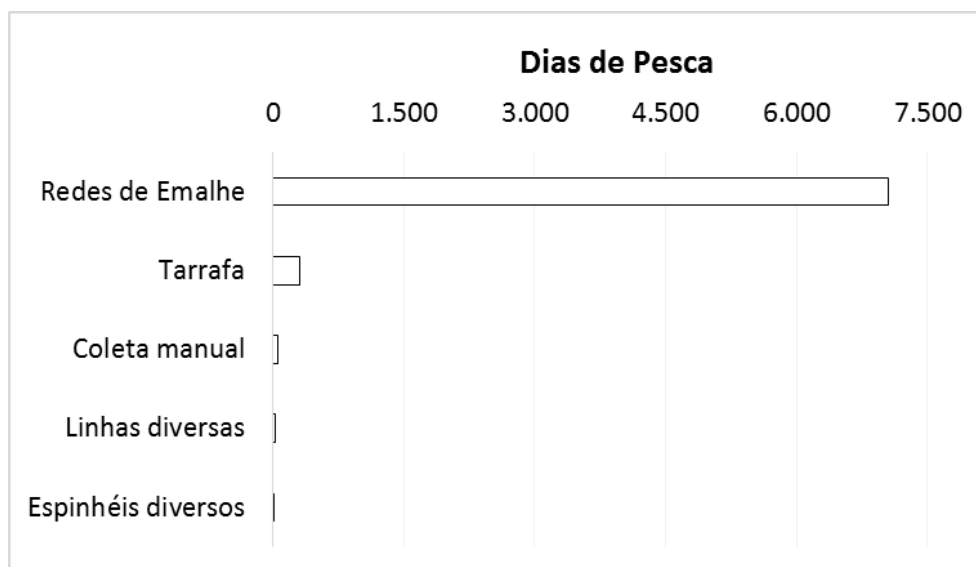 Dias de Pesca
0 1.500 3.000 4.500 6.000 7.500
Redes de Emalhe
Tarrafa
Coleta manual
Linhas diversas
Espinhéis diversos